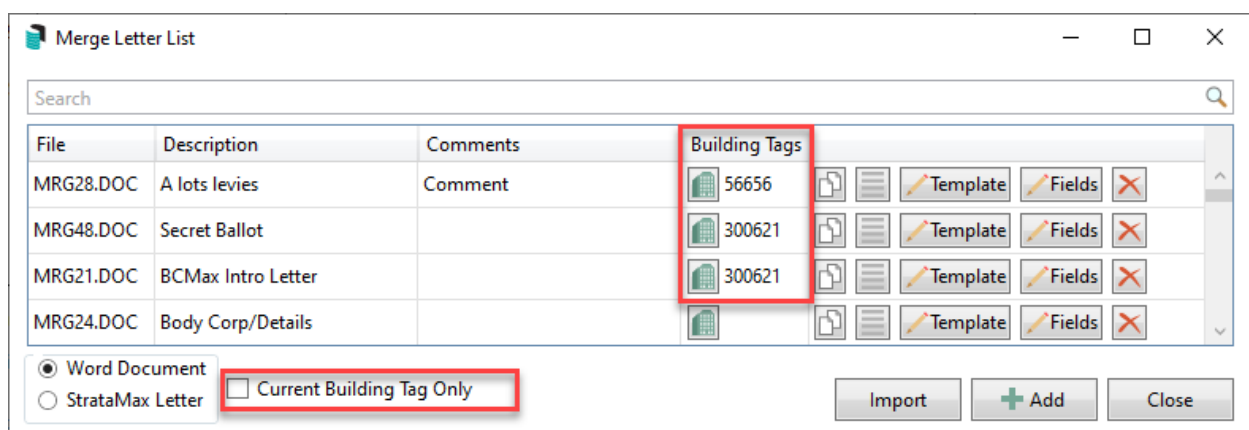 Merge Letter List
Search
File Description Comments Building Tags
MRG28.DOC A lots levies Comment 56656 Template Fields
MRG48.DOC Secret Ballot 300621 Template Fields
MRG21.DOC BCMax Intro Letter 300621 Template Fields
MRG24.DOC Body Corp/Details Template Fields
Word Document
Current Building Tag Only
StrataMax Letter
Import Add Close